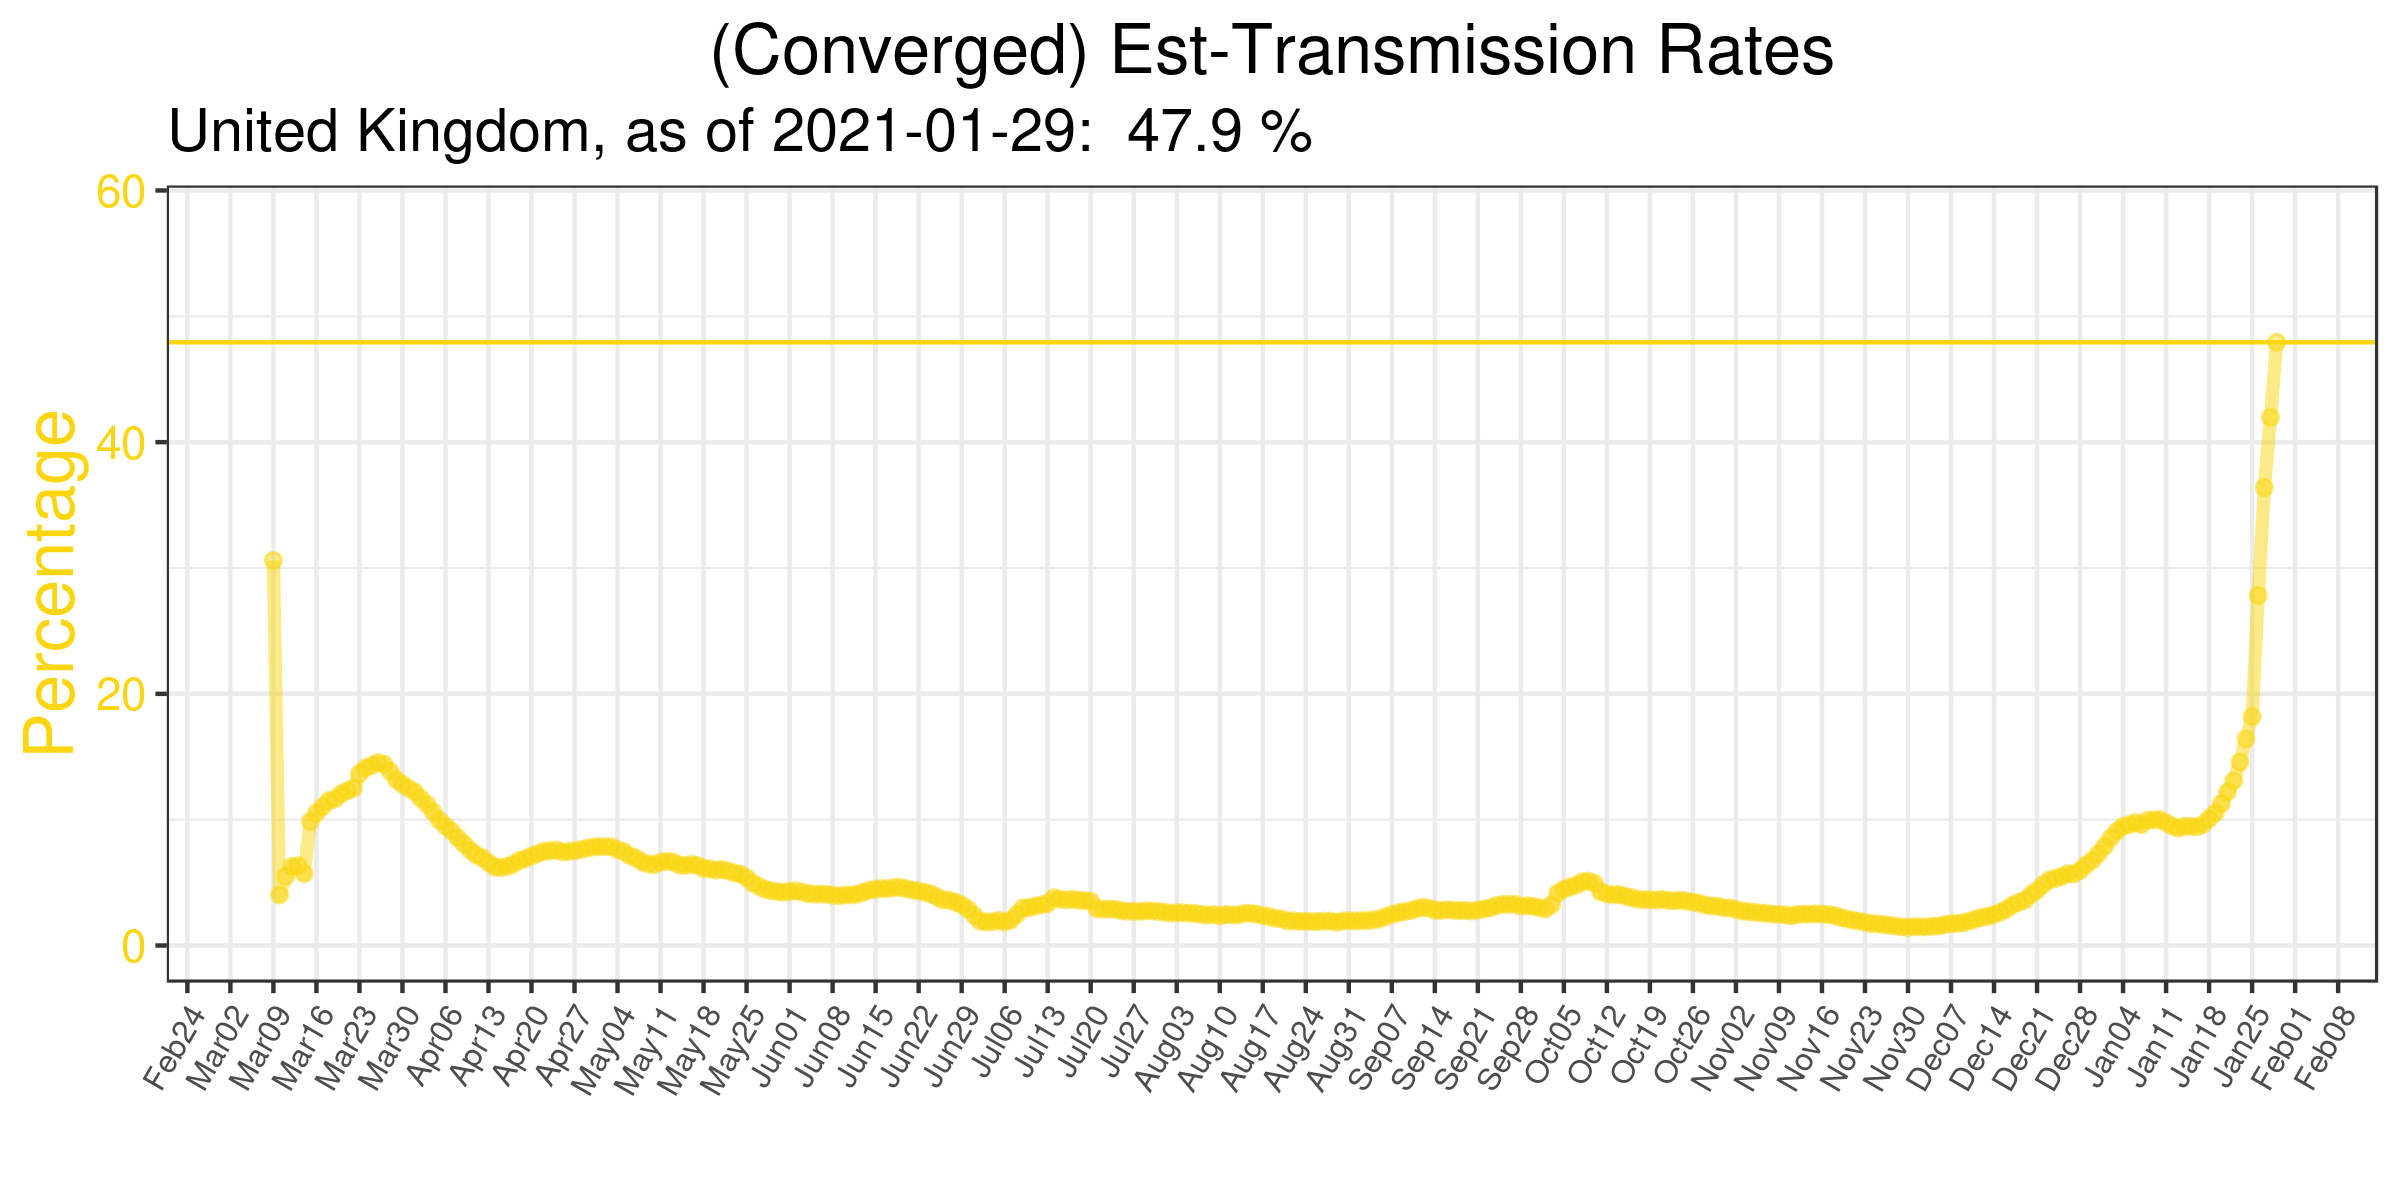 (Converged) Est-Transmission Rates
United Kingdom, as of 2021-01-29:  47.9 %
Percentage
60
40
20
0
Feb24
Mar02
Mar09
Mar16
Mar23
Mar30
Apr06
Apr13
Apr20
Apr27
May04
May11
May18
May25
Jun01
Jun08
Jun15
Jun22
Jun29
Jul06
Jul13
Jul20
Jul27
Aug03
Aug10
Aug17
Aug24
Aug31
Sep07
Sep14
Sep21
Sep28
Oct05
Oct12
Oct19
Oct26
Nov02
Nov09
Nov16
Nov23
Nov30
Dec07
Dec14
Dec21
Dec28
Jan04
Jan11
Jan18
Jan25
Feb01
Feb08